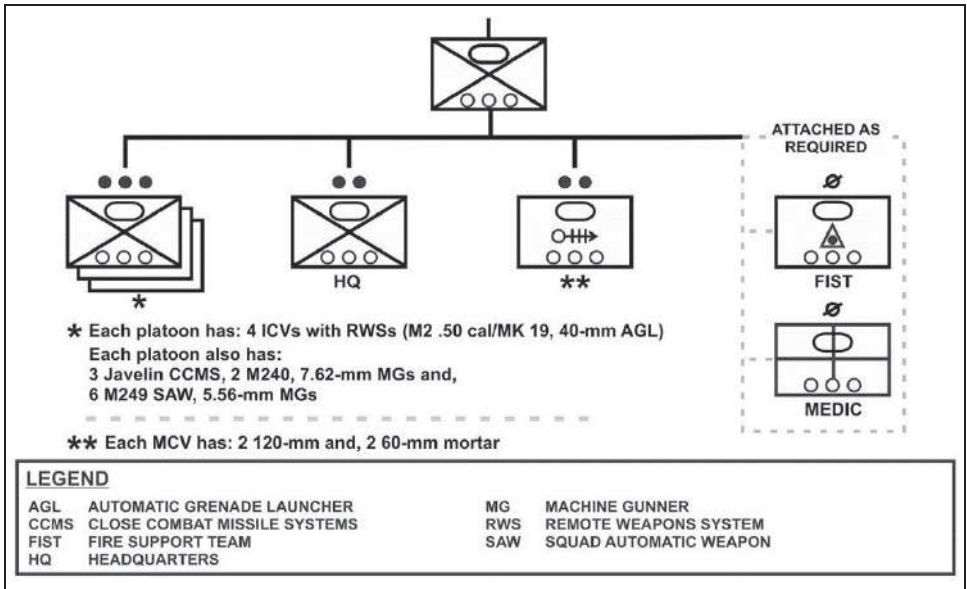 ATTACHED AS
REQUIRED
*
HQ
**
FIST
MEDIC
* Each platoon has: 4 ICVs with RWSs (M2 .50 cal/MK 19, 40-mm AGL)
Each platoon also has:
3 Javelin CCMS, 2 M240, 7.62-mm MGs and,
6 M249 SAW, 5.56-mm MGs
** Each MCV has: 2 120-mm and, 2 60-mm mortar
LEGEND
AGL AUTOMATIC GRENADE LAUNCHER
CCMS CLOSE COMBAT MISSILE SYSTEMS
FIST FIRE SUPPORT TEAM
HQ HEADQUARTERS
MG MACHINE GUNNER
RWS REMOTE WEAPONS SYSTEM
SAW SQUAD AUTOMATIC WEAPON